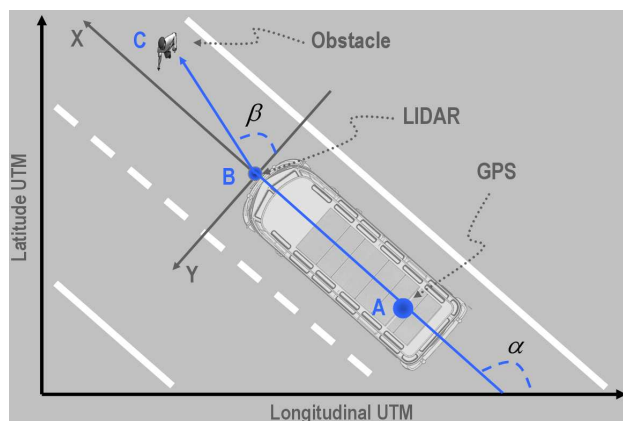 X
C
Obstacle
β
LIDAR
B
GPS
Y
A
α
Latitude UTM
Longitudinal UTM